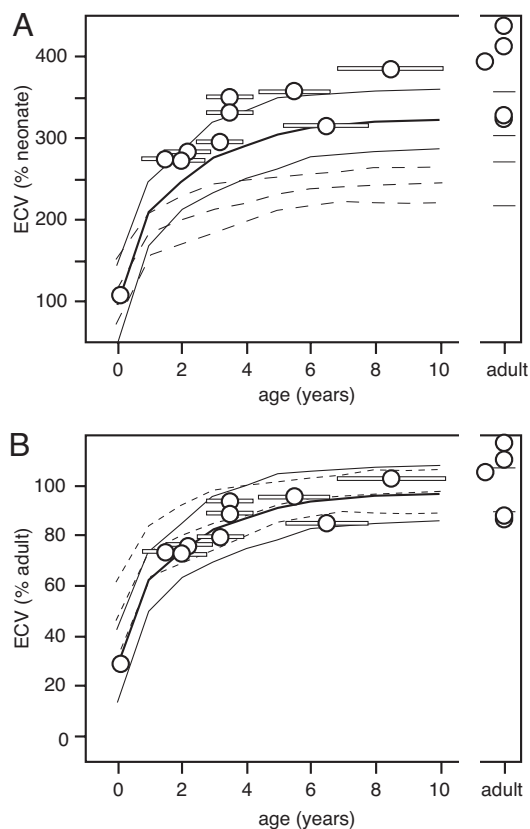 A
ECV (% neonate)
400
300
200
100
0 2 4 6 8 10 adult
age (years)
B
ECV (% adult)
100
80
60
40
20
0
0 2 4 6 8 10 adult
age (years)